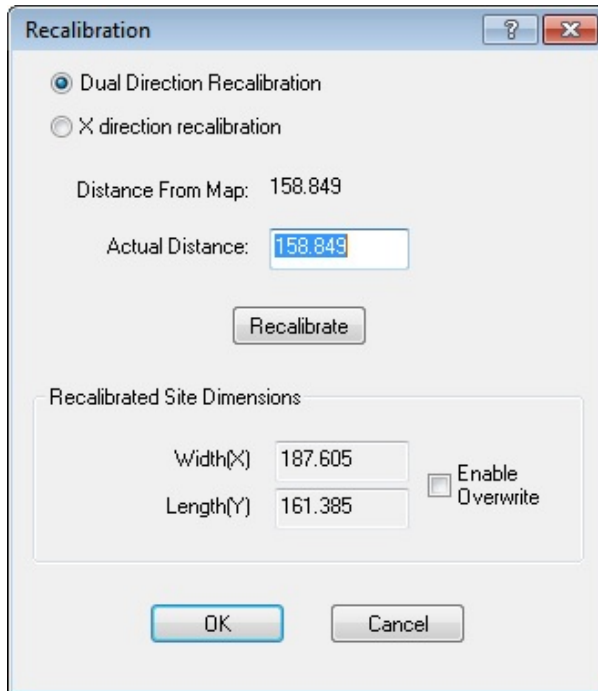 Recalibration
Dual Direction Recalibration
X direction recalibration
Distance From Map: 158.849
Actual Distance: 158.849
Recalibrate
Recalibrated Site Dimensions
Width(X) 187.605
Length(Y) 161.385
Enable
Overwrite
OK Cancel